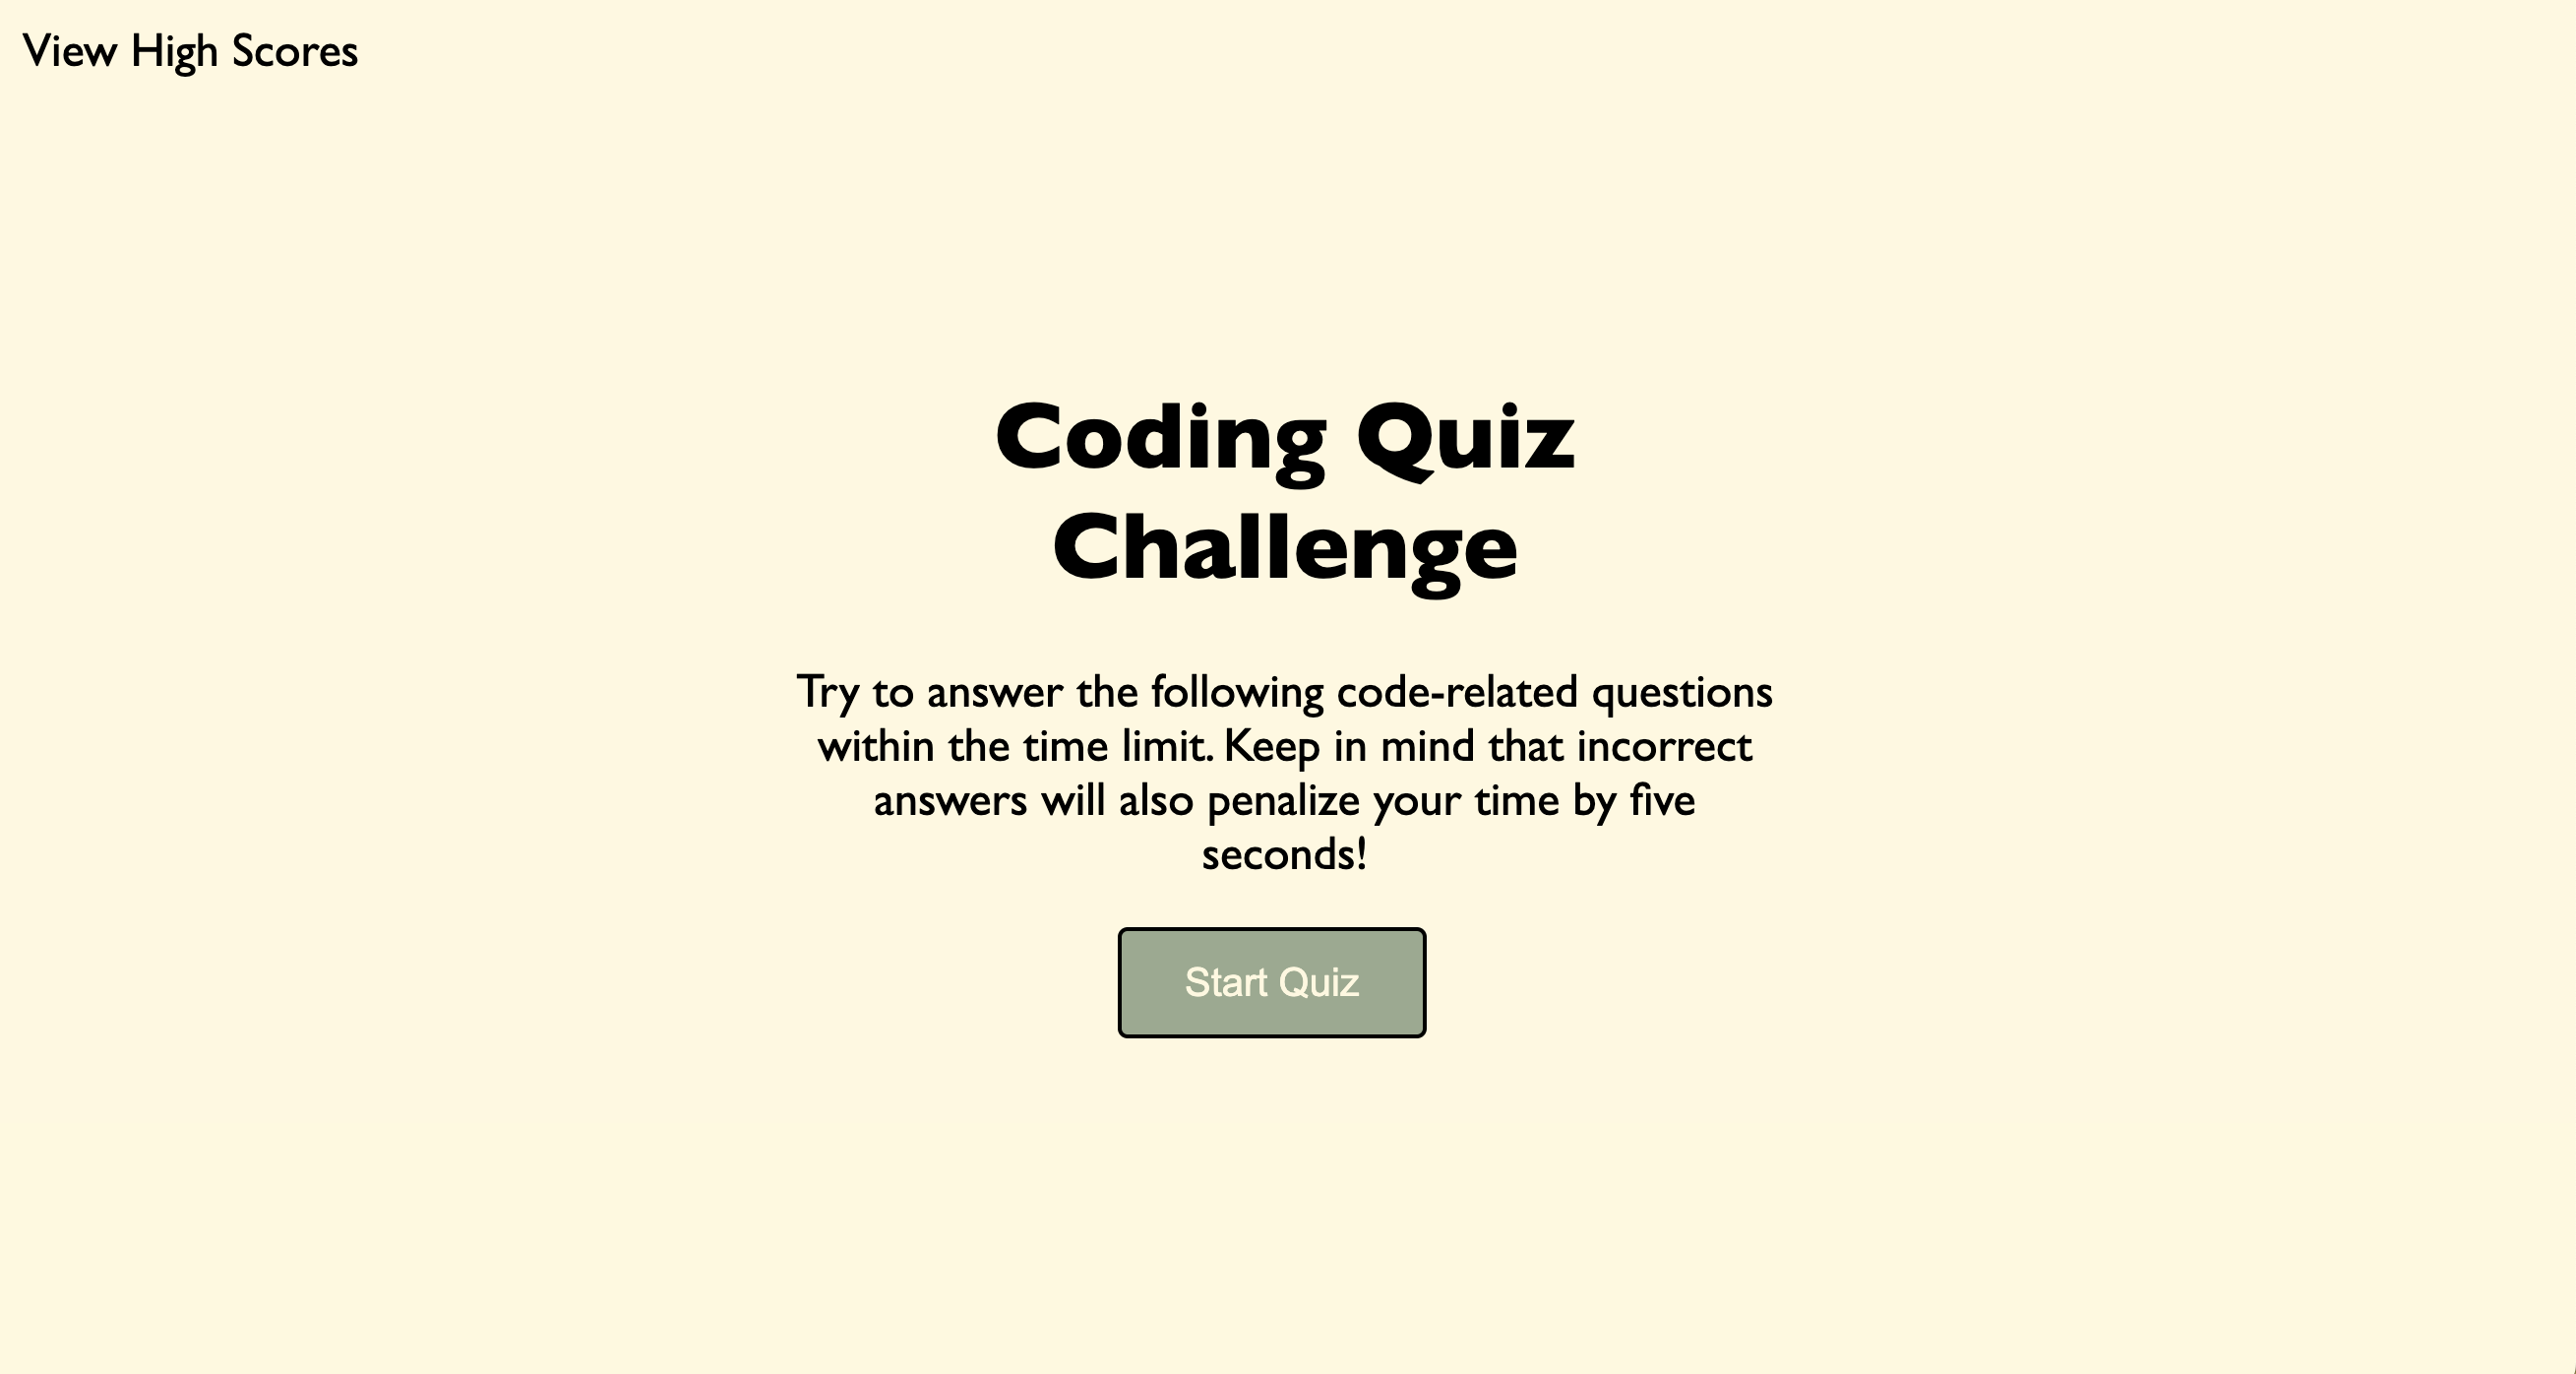 View High Scores
Coding Quiz
Challenge
Try to answer the following code-related questions
within the time limit. Keep in mind that incorrect
answers will also penalize your time by five
seconds!
Start Quiz